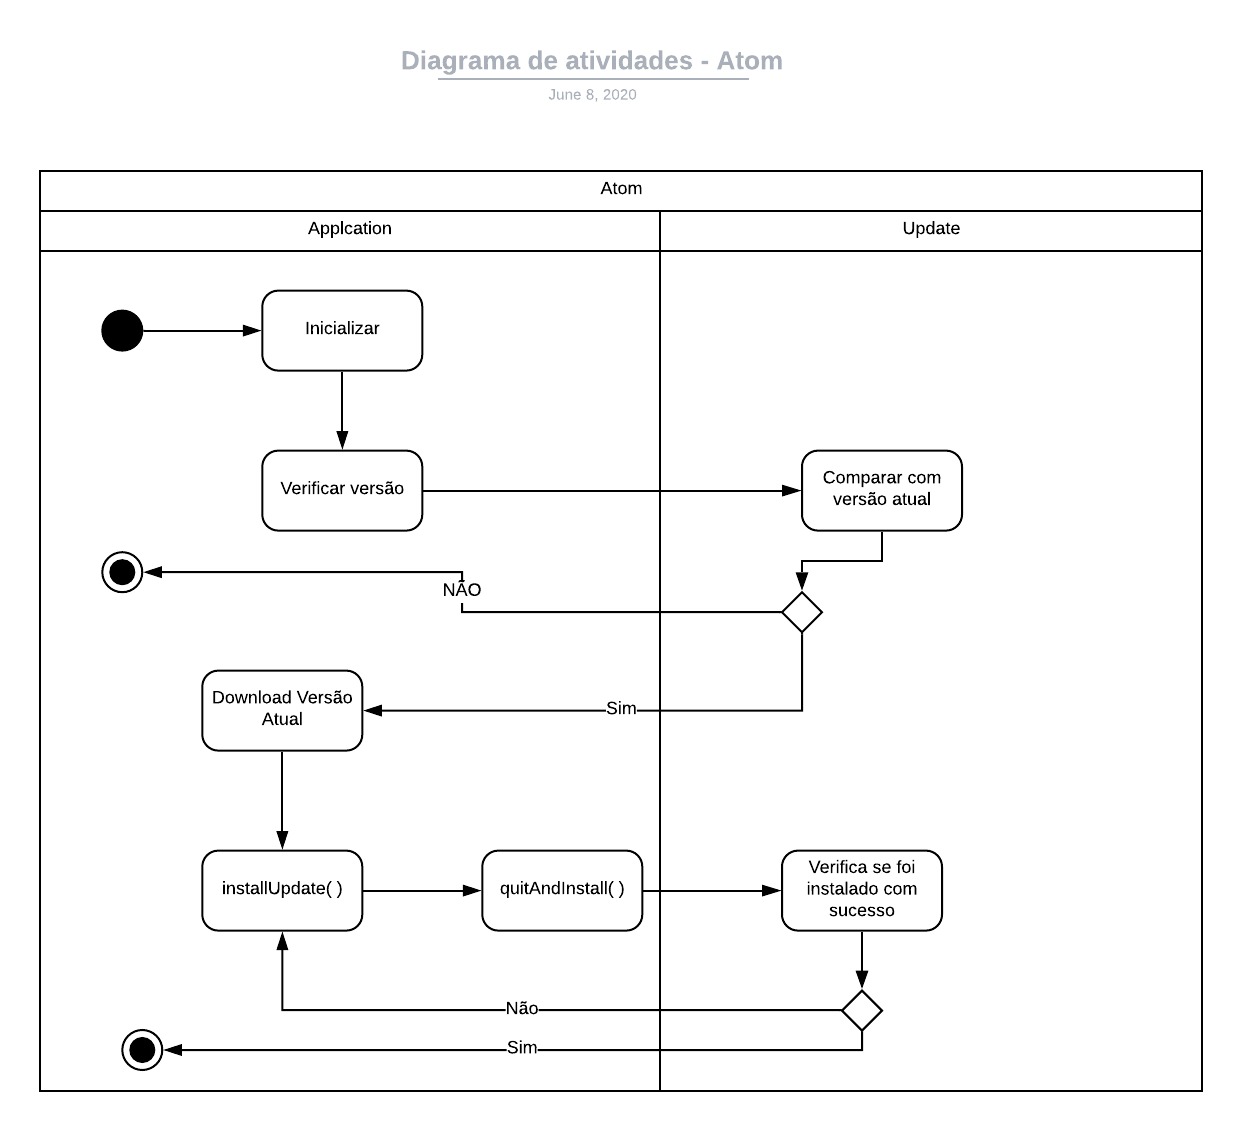 Diagrama de atividades - Atom
June 8, 2020
Atom
Applcation
Update
Inicializar
Verificar versão
Comparar com
versão atual
NÃO
Download Versão
Atual
Sim
installUpdate( )
quitAndInstall( )
Verifica se foi
instalado com
sucesso
Não
Sim